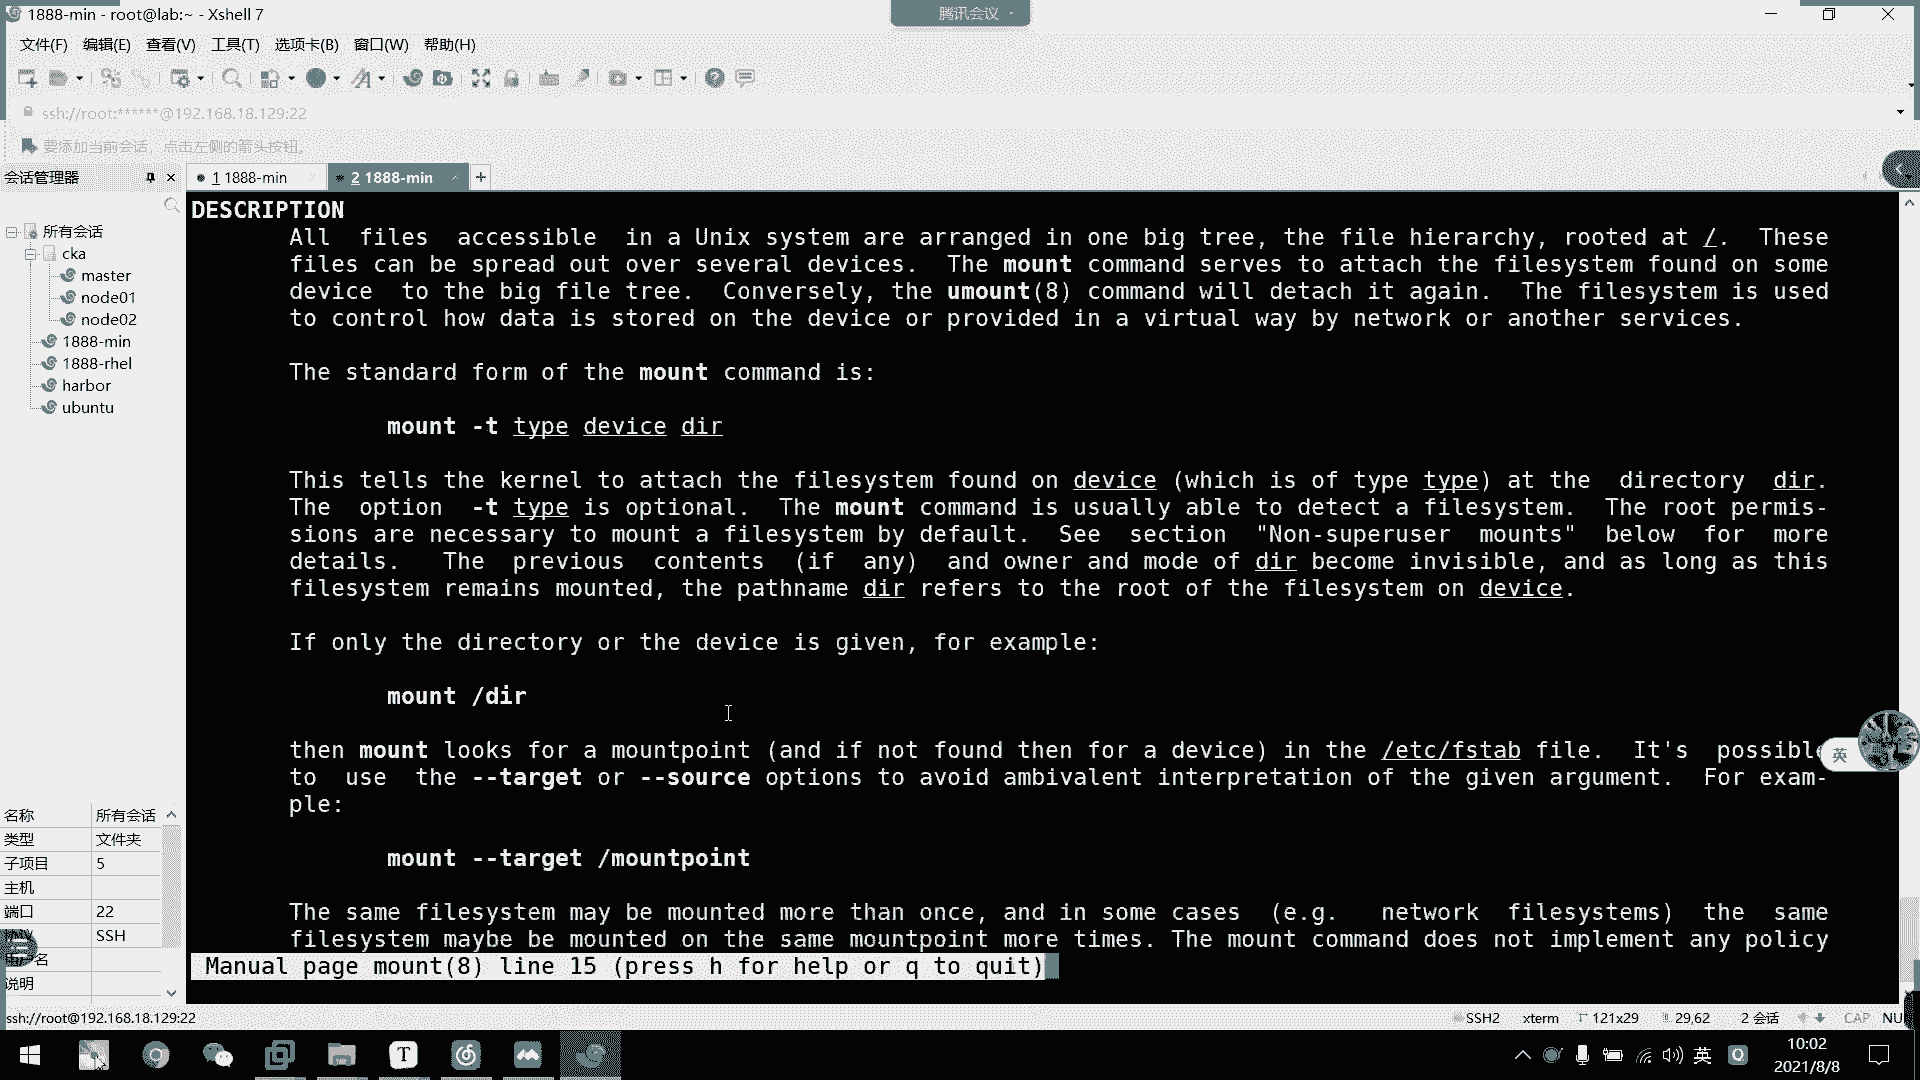 1888-min - root@lab:~ - Xshell 7
腾讯会议
文件(F) 编辑(E) 查看(V) 工具(T) 选项卡(B) 窗口(W) 帮助(H)
ssh://root:******@192.168.18.129:22
要添加当前会话，点击左侧的箭头按钮。
会话管理器
1 1888-min
2 1888-min
所有会话
cka
master
node01
node02
1888-min
1888-rhel
harbor
ubuntu
名称 所有会话
类型 文件夹
子项目 5
主机
端口 22
SSH
说明
DESCRIPTION
All files accessible in a Unix system are arranged in one big tree, the file hierarchy, rooted at /. These
files can be spread out over several devices. The mount command serves to attach the filesystem found on some
device to the big file tree. Conversely, the umount(8) command will detach it again. The filesystem is used
to control how data is stored on the device or provided in a virtual way by network or another services.
The standard form of the mount command is:
mount -t type device dir
This tells the kernel to attach the filesystem found on device (which is of type type) at the directory dir.
The option -t type is optional. The mount command is usually able to detect a filesystem. The root permis-
sions are necessary to mount a filesystem by default. See section "Non-superuser mounts" below for more
details. The previous contents (if any) and owner and mode of dir become invisible, and as long as this
filesystem remains mounted, the pathname dir refers to the root of the filesystem on device.
If only the directory or the device is given, for example:
mount /dir
then mount looks for a mountpoint (and if not found then for a device) in the /etc/fstab file. It's possible
to use the --target or --source options to avoid ambivalent interpretation of the given argument. For exam-
ple:
mount --target /mountpoint
The same filesystem may be mounted more than once, and in some cases (e.g. network filesystems) the same
filesystem maybe be mounted on the same mountpoint more times. The mount command does not implement any policy
Manual page mount(8) line 15 (press h for help or q to quit)
英
ssh://root@192.168.18.129:22
SSH2 xterm 121x29 29,62 2 会话 CAP NU
T
英
10:02
2021/8/8